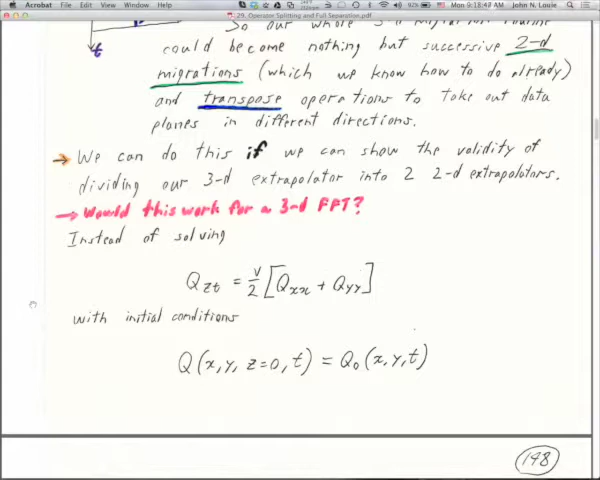 Acrobat File Edit View Window Help
92% Mon 9:18:47 AM John N. Louie
29. Operator Splitting and Full Separation.pdf
So our whole 3-d migration routine
could become nothing but successive 2-d
migrations (which we know how to do already)
and transpose operations to take out data
planes in different directions.
t
→ We can do this if we can show the validity of
dividing our 3-d extrapolator into 2 2-d extrapolators.
→ Would this work for a 3-d FFT?
Instead of solving
Q_zt = v/2 [Q_xx + Q_yy]
with initial conditions
Q(x, y, z=0, t) = Q_0(x, y, t)
148